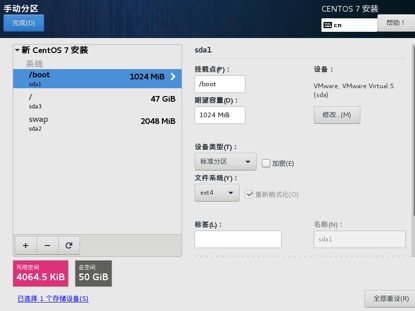 手动分区
CENTOS 7 安装
完成(D)
cn
帮助！
新 CentOS 7 安装
系统
/boot
1024 MiB
sda1
/
47 GiB
sda3
swap
2048 MiB
sda2
+ −
可用空间
4064.5 KiB
总空间
50 GiB
已选择 1 个存储设备(S)
sda1
挂载点(P)：
/boot
期望容量(D)：
1024 MiB
设备：
VMware, VMware Virtual S
(sda)
修改...(M)
设备类型(T)：
标准分区
加密(E)
文件系统(Y)：
ext4
重新格式化(O)
标签(L)：
名称(N)：
sda1
全部重设(R)